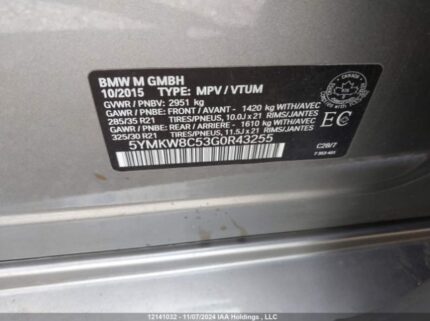 BMW M GMBH
10/2015 TYPE: MPV / VTUM
GVWR / PNBV: 2951 kg
GAWR / PNBE: FRONT / AVANT - 1420 kg WITH/AVEC
285/35 R21 TIRES/PNEUS, 10.0J x 21 RIMS/JANTES
GAWR / PNBE: REAR / ARRIERE - 1610 kg WITH/AVEC
325/30 R21 TIRES/PNEUS, 11.5J x 21 RIMS/JANTES
EC
5YMKW8C53G0R43255
C28/7
CANADA
12141032 - 11/07/2024 IAA Holdings, LLC/Copart